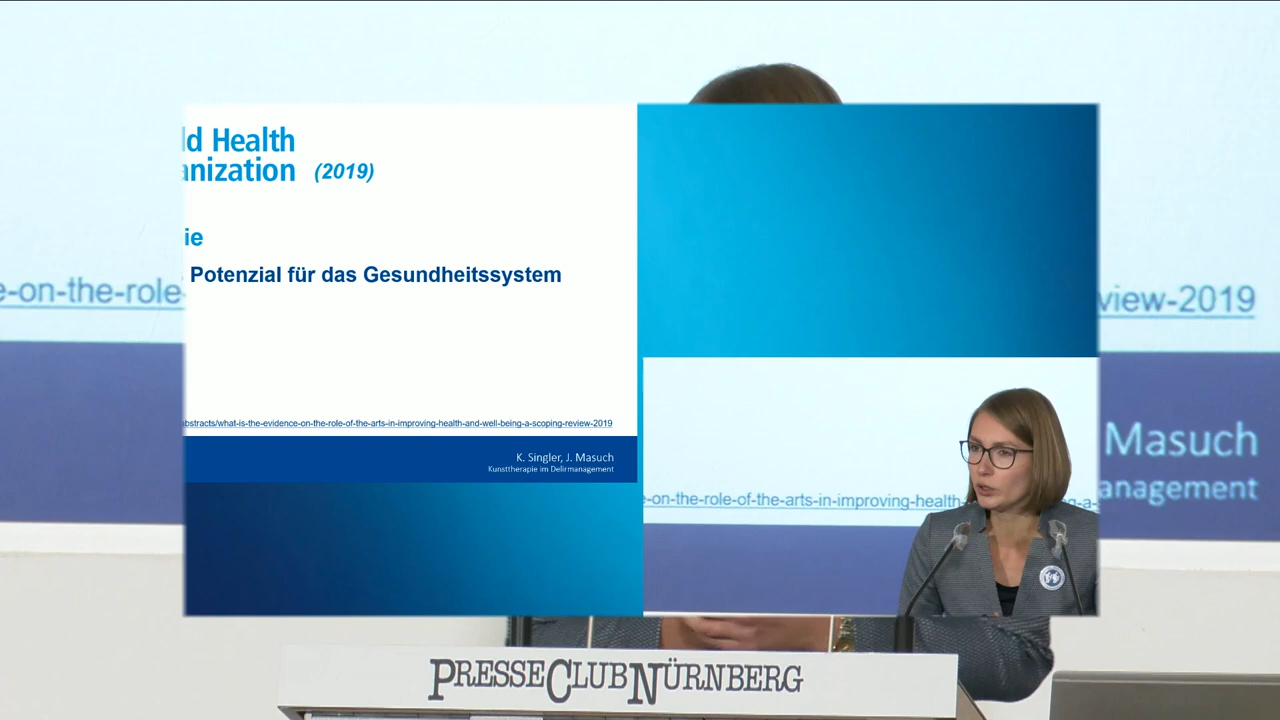 ld Health
anization (2019)
ie
Potenzial für das Gesundheitssystem
abstracts/what-is-the-evidence-on-the-role-of-the-arts-in-improving-health-and-well-being-a-scoping-review-2019
K. Singler, J. Masuch
Kunsttherapie im Delirmanagement
e-on-the-role
view-2019
Masuch
anagement
e-on-the-role-of-the-arts-in-improving-health
g-a-
PRESSECLUBNÜRNBERG